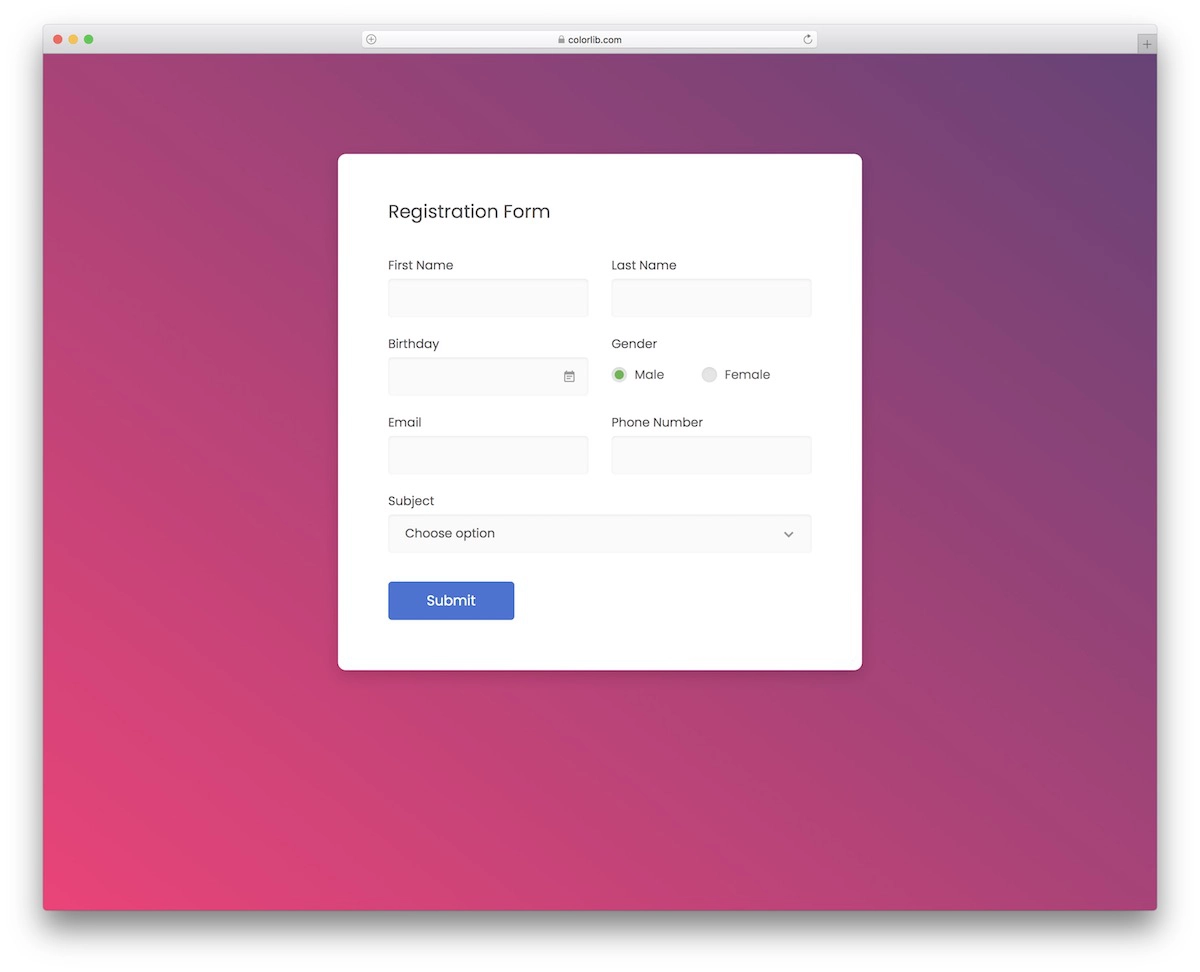 colorlib.com
Registration Form
First Name Last Name
Birthday Gender
Male Female
Email Phone Number
Subject
Choose option
Submit